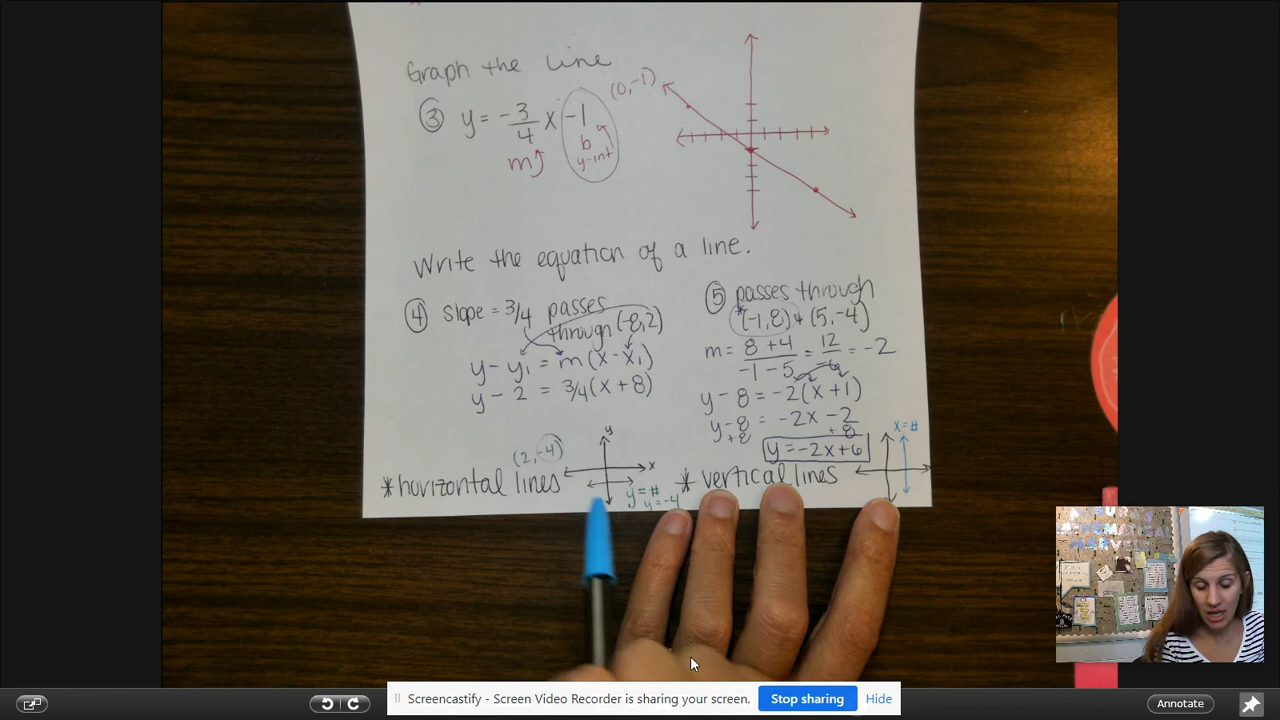 Graph the line
③ y = -3/4 x -1
(0,-1)
m
b
y-int
Write the equation of a line.
④ Slope = 3/4 passes
through (-8,2)
y - y₁ = m(x - x₁)
y - 2 = 3/4(x + 8)
⑤ passes through
*(-1,8) + (5,-4)
m = 8+4/-1-5 = 12/-6 = -2
y - 8 = -2(x + 1)
y - 8 = -2x - 2
+8 +8
y = -2x + 6
(2,-4)
y
x
*horizontal lines
y = #
y = -4
*vertical lines
x = #
Screencastify - Screen Video Recorder is sharing your screen.
Stop sharing
Hide
Annotate